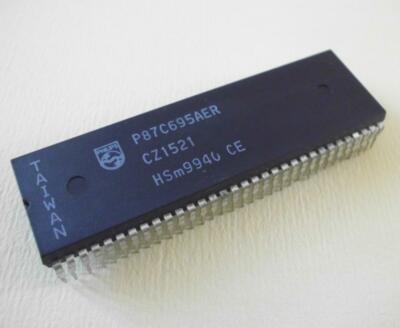 P87C695AER
PHILIPS
CZ1521
HSm9940 CE
TAIWAN